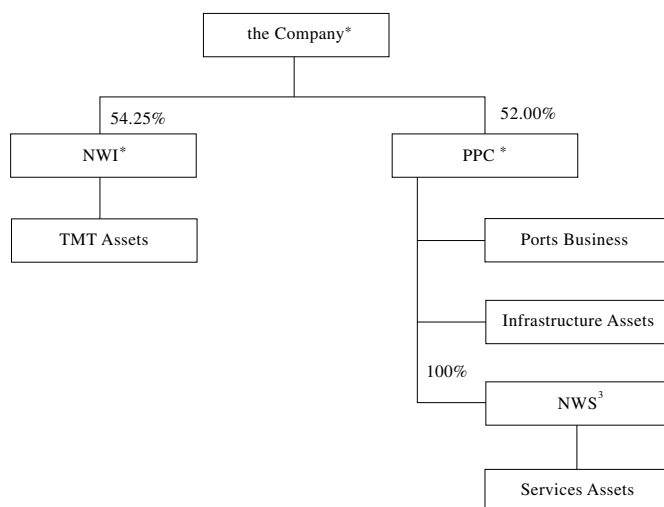 the Company*
54.25%
52.00%
NWI*
PPC *
TMT Assets
Ports Business
Infrastructure Assets
100%
NWS3
Services Assets